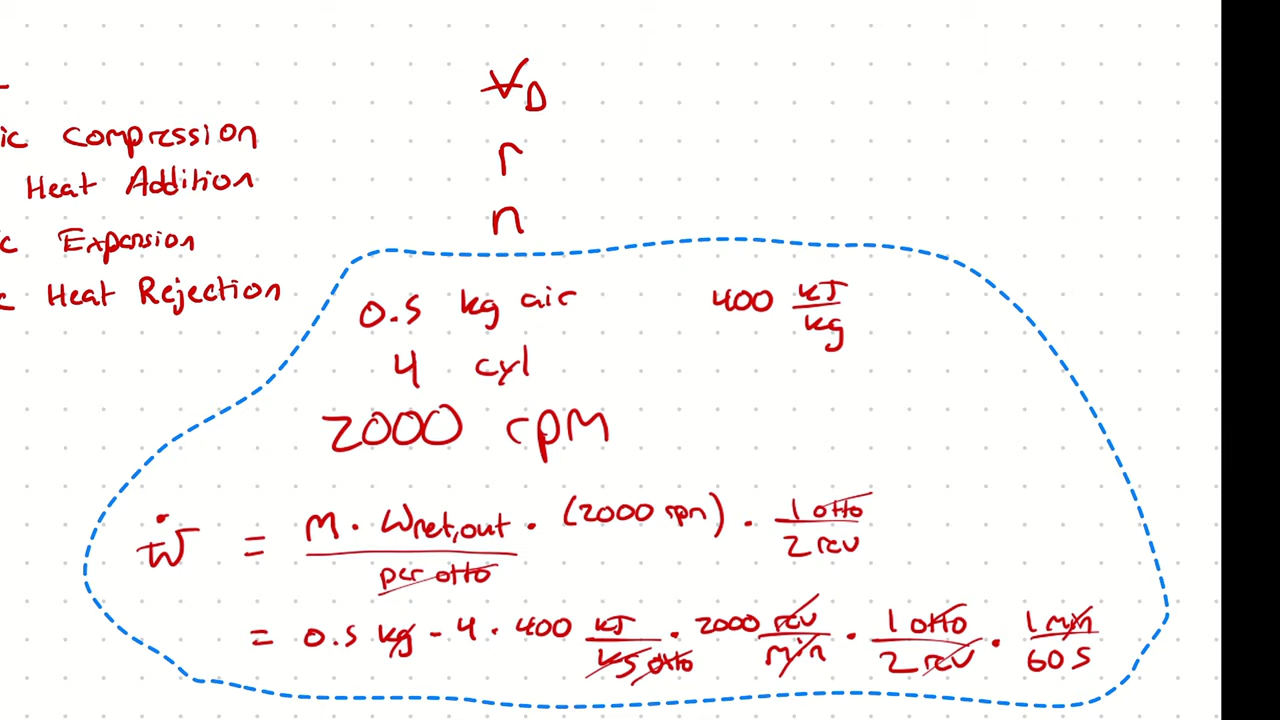 ic Compression
Heat Addition
c Expansion
c Heat Rejection
V̶_D
r
n
0.5 kg air
400 kJ/kg
4 cyl
2000 rpm
Ẇ = (m · Wnet,out)/(per otto) · (2000 rpm) · (1 otto)/(2 rev)
= 0.5 kg · 4 · 400 kJ/(kg otto) · 2000 rev/min · (1 otto)/(2 rev) · (1 min)/(60 s)